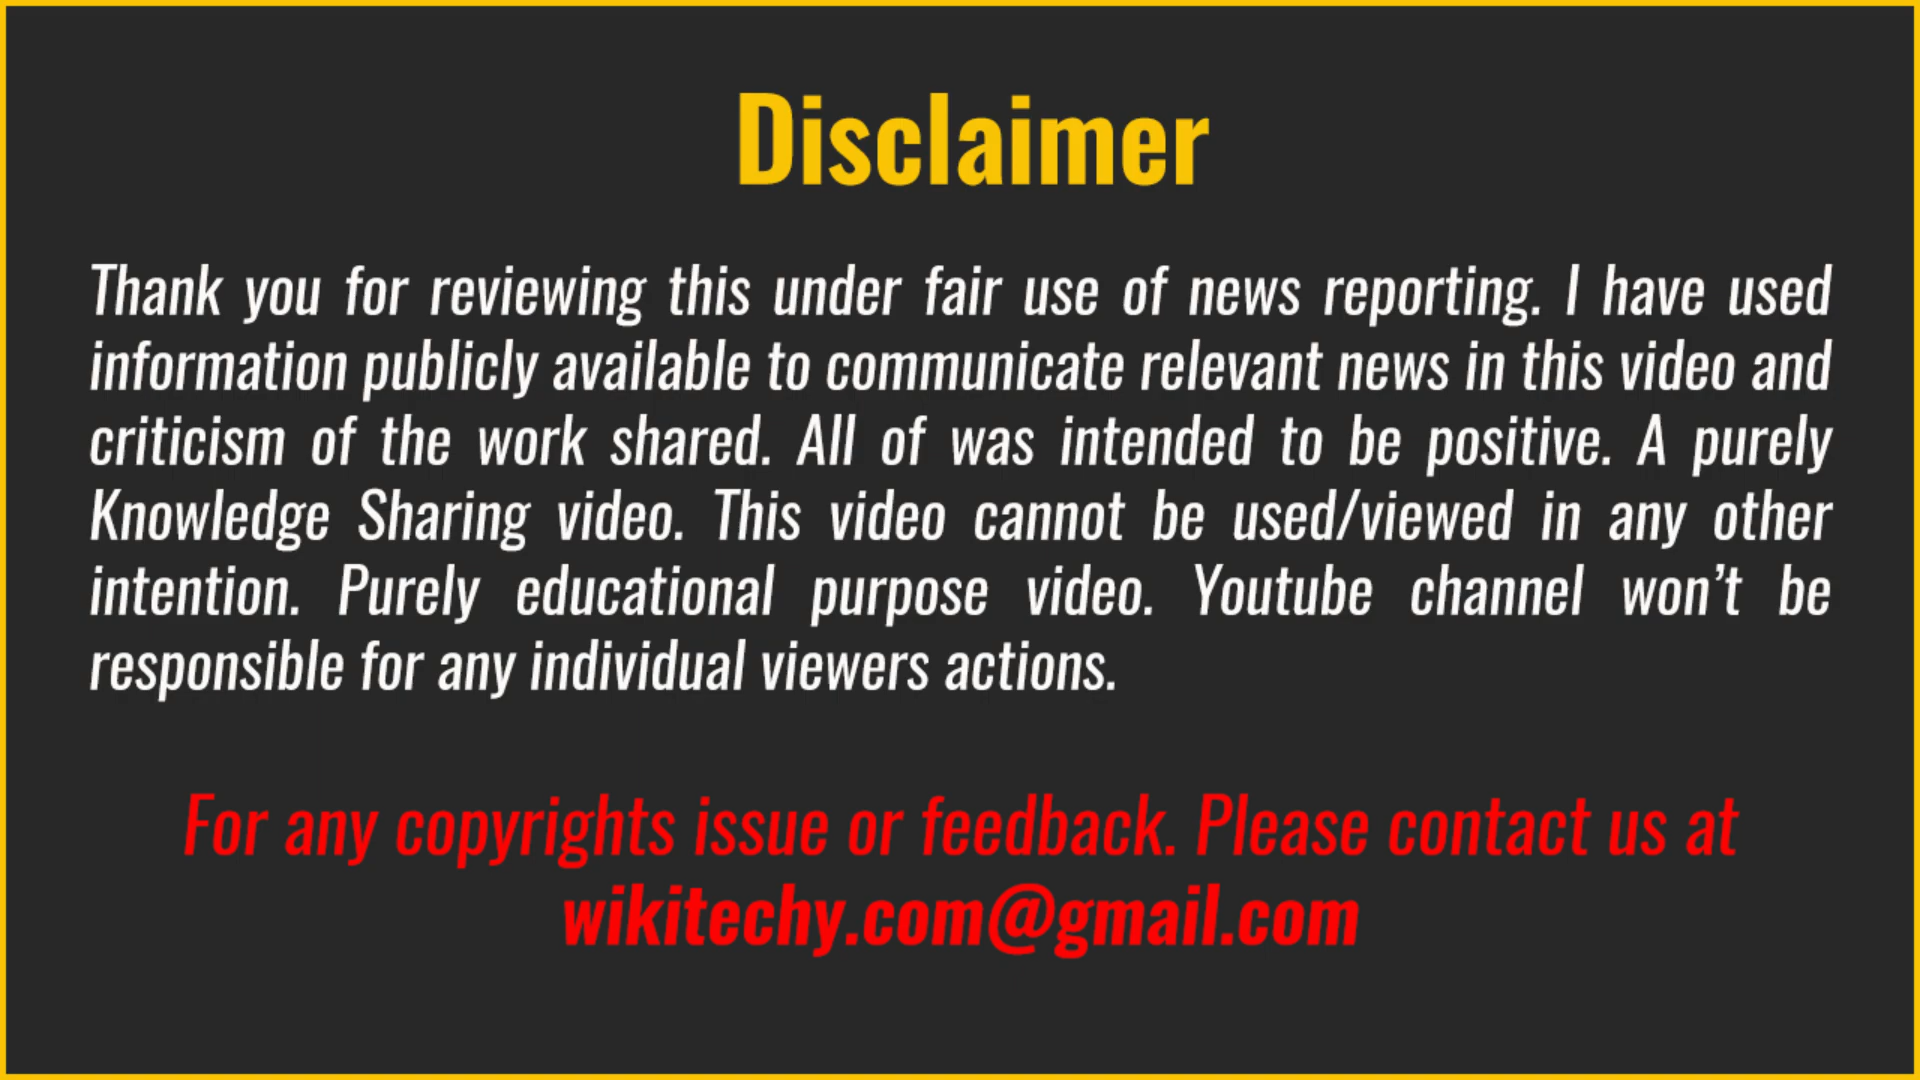 Disclaimer
Thank you for reviewing this under fair use of news reporting. I have used
information publicly available to communicate relevant news in this video and
criticism of the work shared. All of was intended to be positive. A purely
Knowledge Sharing video. This video cannot be used/viewed in any other
intention. Purely educational purpose video. Youtube channel won’t be
responsible for any individual viewers actions.
For any copyrights issue or feedback. Please contact us at
wikitechy.com@gmail.com